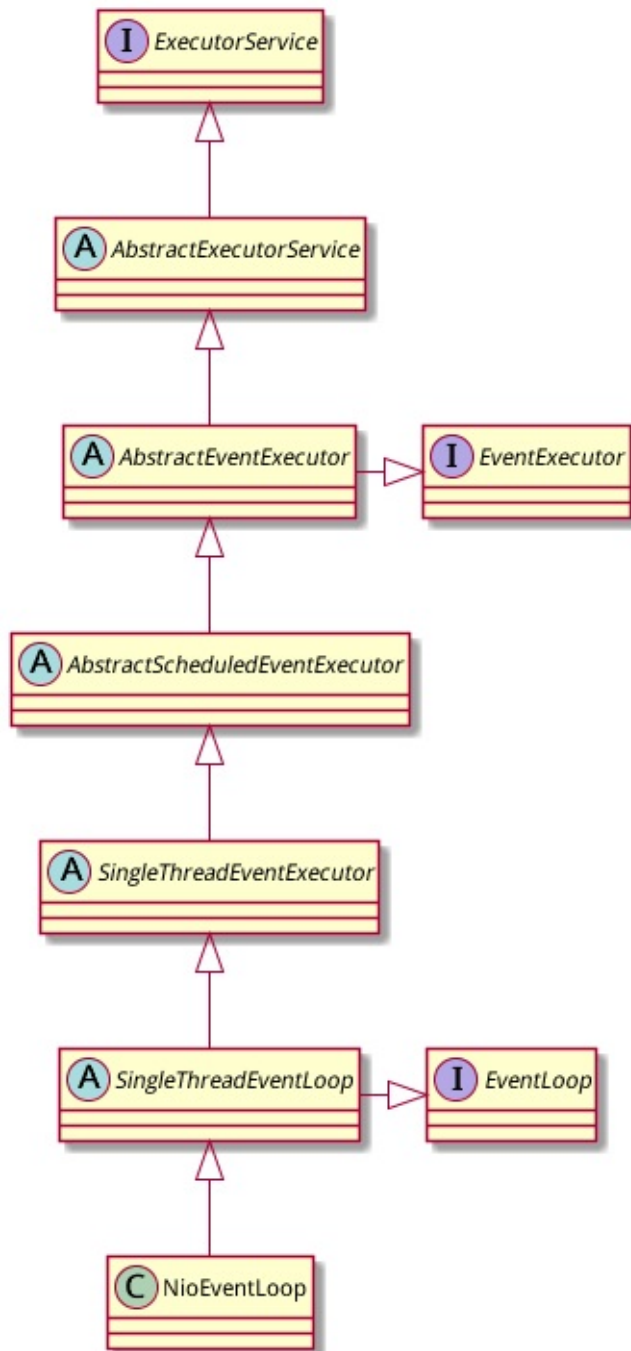 I ExecutorService
A AbstractExecutorService
A AbstractEventExecutor
I EventExecutor
A AbstractScheduledEventExecutor
A SingleThreadEventExecutor
A SingleThreadEventLoop
I EventLoop
C NioEventLoop